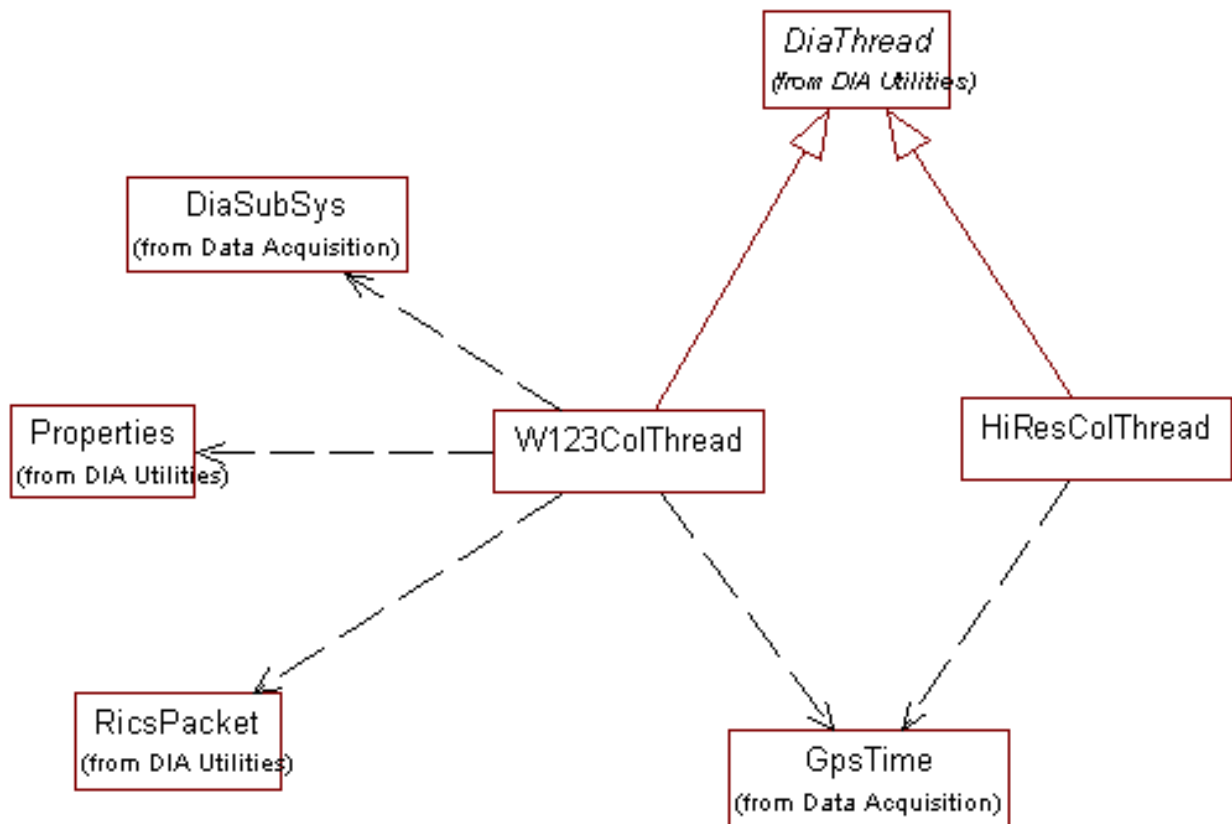 DiaThread
(from DIA Utilities)
DiaSubSys
(from Data Acquisition)
Properties
(from DIA Utilities)
W123ColThread
HiResColThread
RicsPacket
(from DIA Utilities)
GpsTime
(from Data Acquisition)